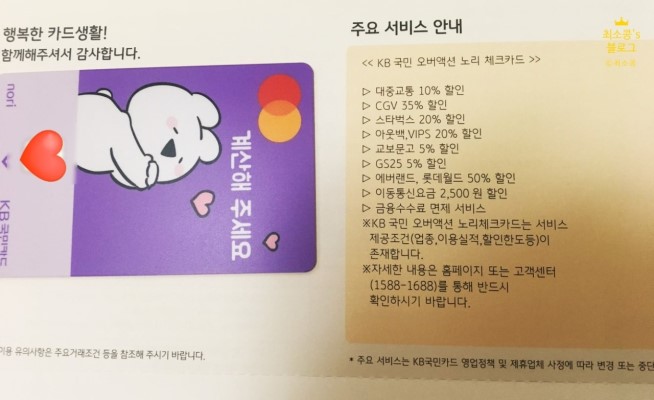 행복한 카드생활!
함께해주셔서 감사합니다.
nori
KB국민카드
계산해 주세요
이용 유의사항은 주요거래조건 등을 참조해 주시기 바랍니다.
주요 서비스 안내
최소콩's
블로그
<< KB 국민 오버액션 노리 체크카드 >>
▷ 대중교통 10% 할인
▷ CGV 35% 할인
▷ 스타벅스 20% 할인
▷ 아웃백,VIPS 20% 할인
▷ 교보문고 5% 할인
▷ GS25 5% 할인
▷ 에버랜드, 롯데월드 50% 할인
▷ 이동통신요금 2,500 원 할인
▷ 금융수수료 면제 서비스
※KB 국민 오버액션 노리체크카드는 서비스
제공조건(업종,이용실적,할인한도등)이
존재합니다.
※자세한 내용은 홈페이지 또는 고객센터
(1588-1688)를 통해 반드시
확인하시기 바랍니다.
* 주요 서비스는 KB국민카드 영업정책 및 제휴업체 사정에 따라 변경 또는 중단